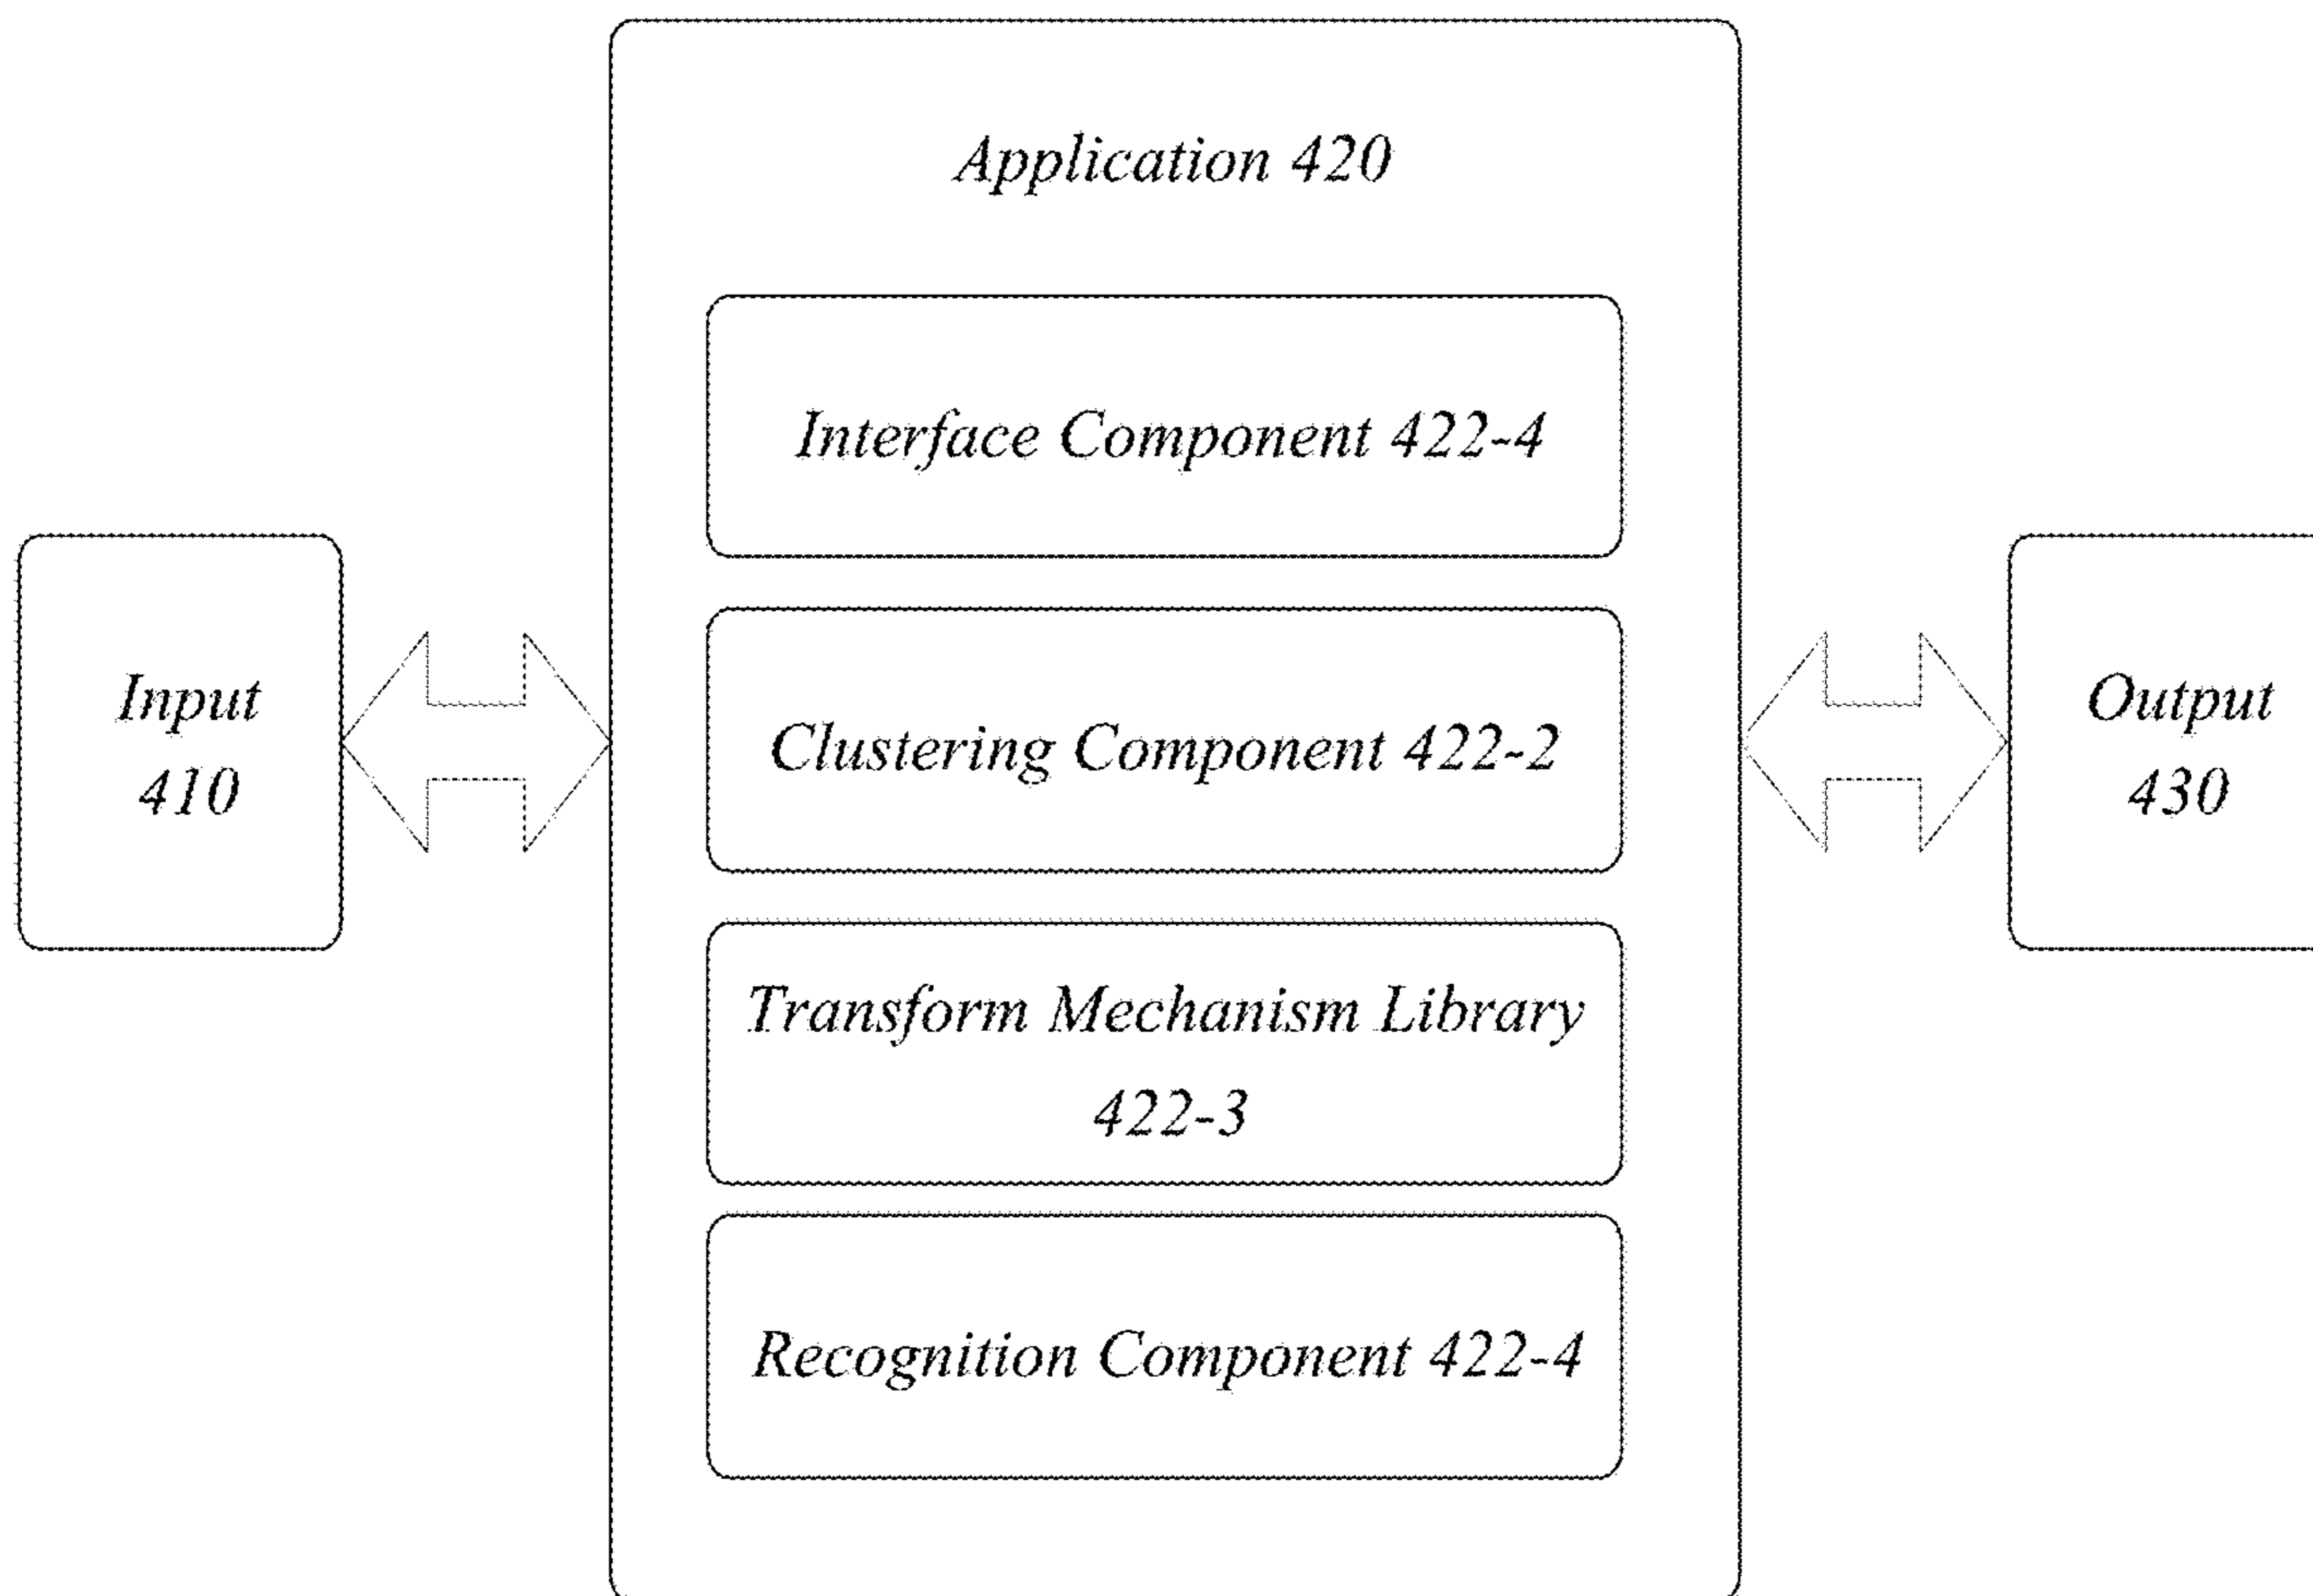 Application 420
Interface Component 422-4
Input
410
Clustering Component 422-2
Output
430
Transform Mechanism Library
422-3
Recognition Component 422-4